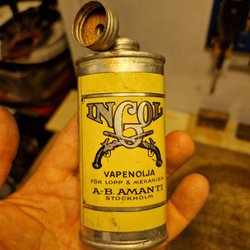 INGOL
VAPENOLJA
FÖR LOPP & MEKANISM
A.-B. AMANTI
STOCKHOLM